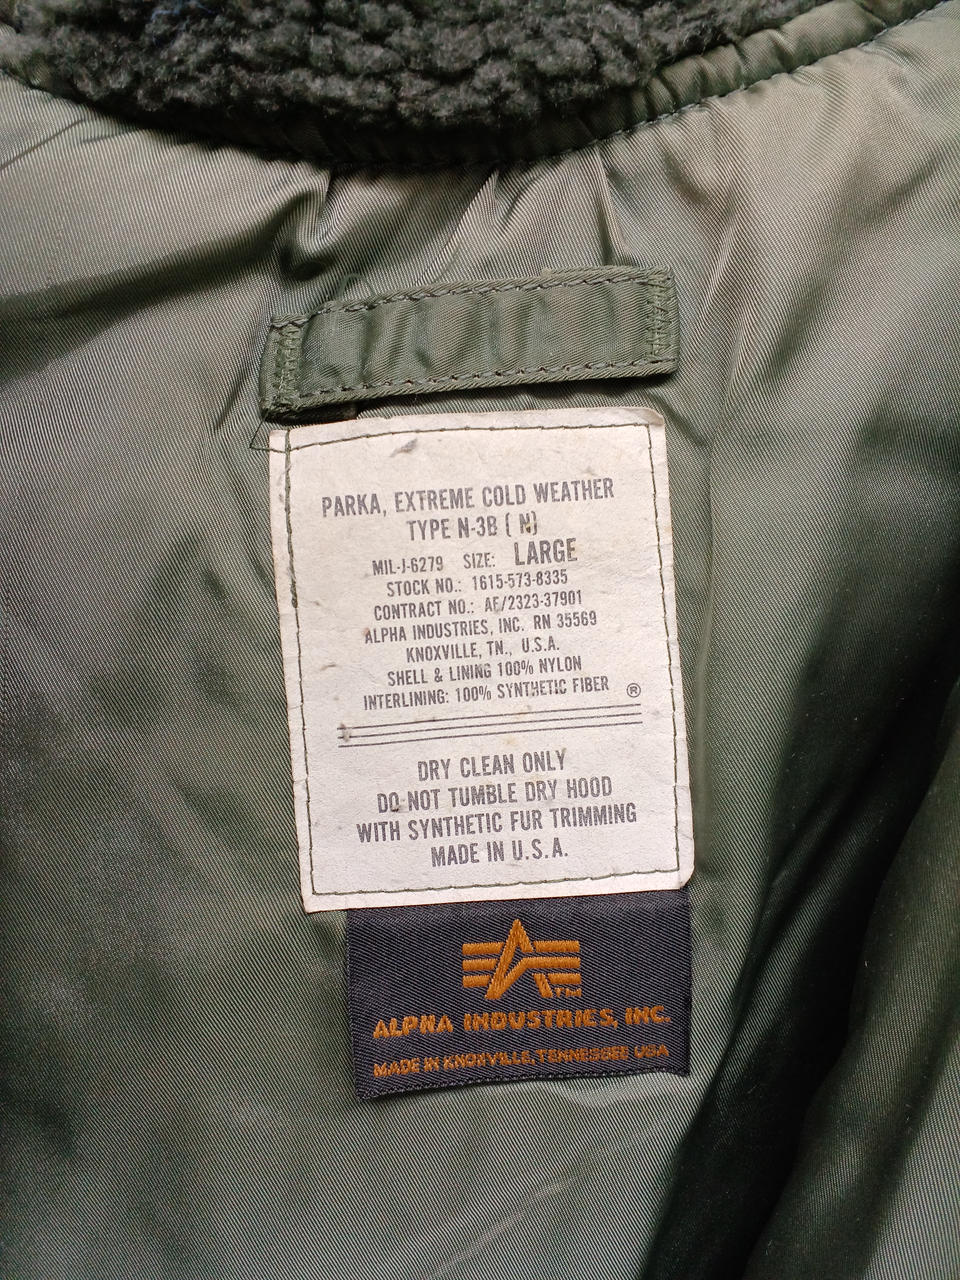 PARKA, EXTREME COLD WEATHER
TYPE N-3B ( N)
MIL-J-6279 SIZE: LARGE
STOCK NO.: 1615-573-8335
CONTRACT NO.: AF/2323-37901
ALPHA INDUSTRIES, INC. RN 35569
KNOXVILLE, TN., U.S.A.
SHELL & LINING 100% NYLON
INTERLINING: 100% SYNTHETIC FIBER ®
DRY CLEAN ONLY
DO NOT TUMBLE DRY HOOD
WITH SYNTHETIC FUR TRIMMING
MADE IN U.S.A.
TM
ALPHA INDUSTRIES, INC.
MADE IN KNOXVILLE, TENNESSEE USA